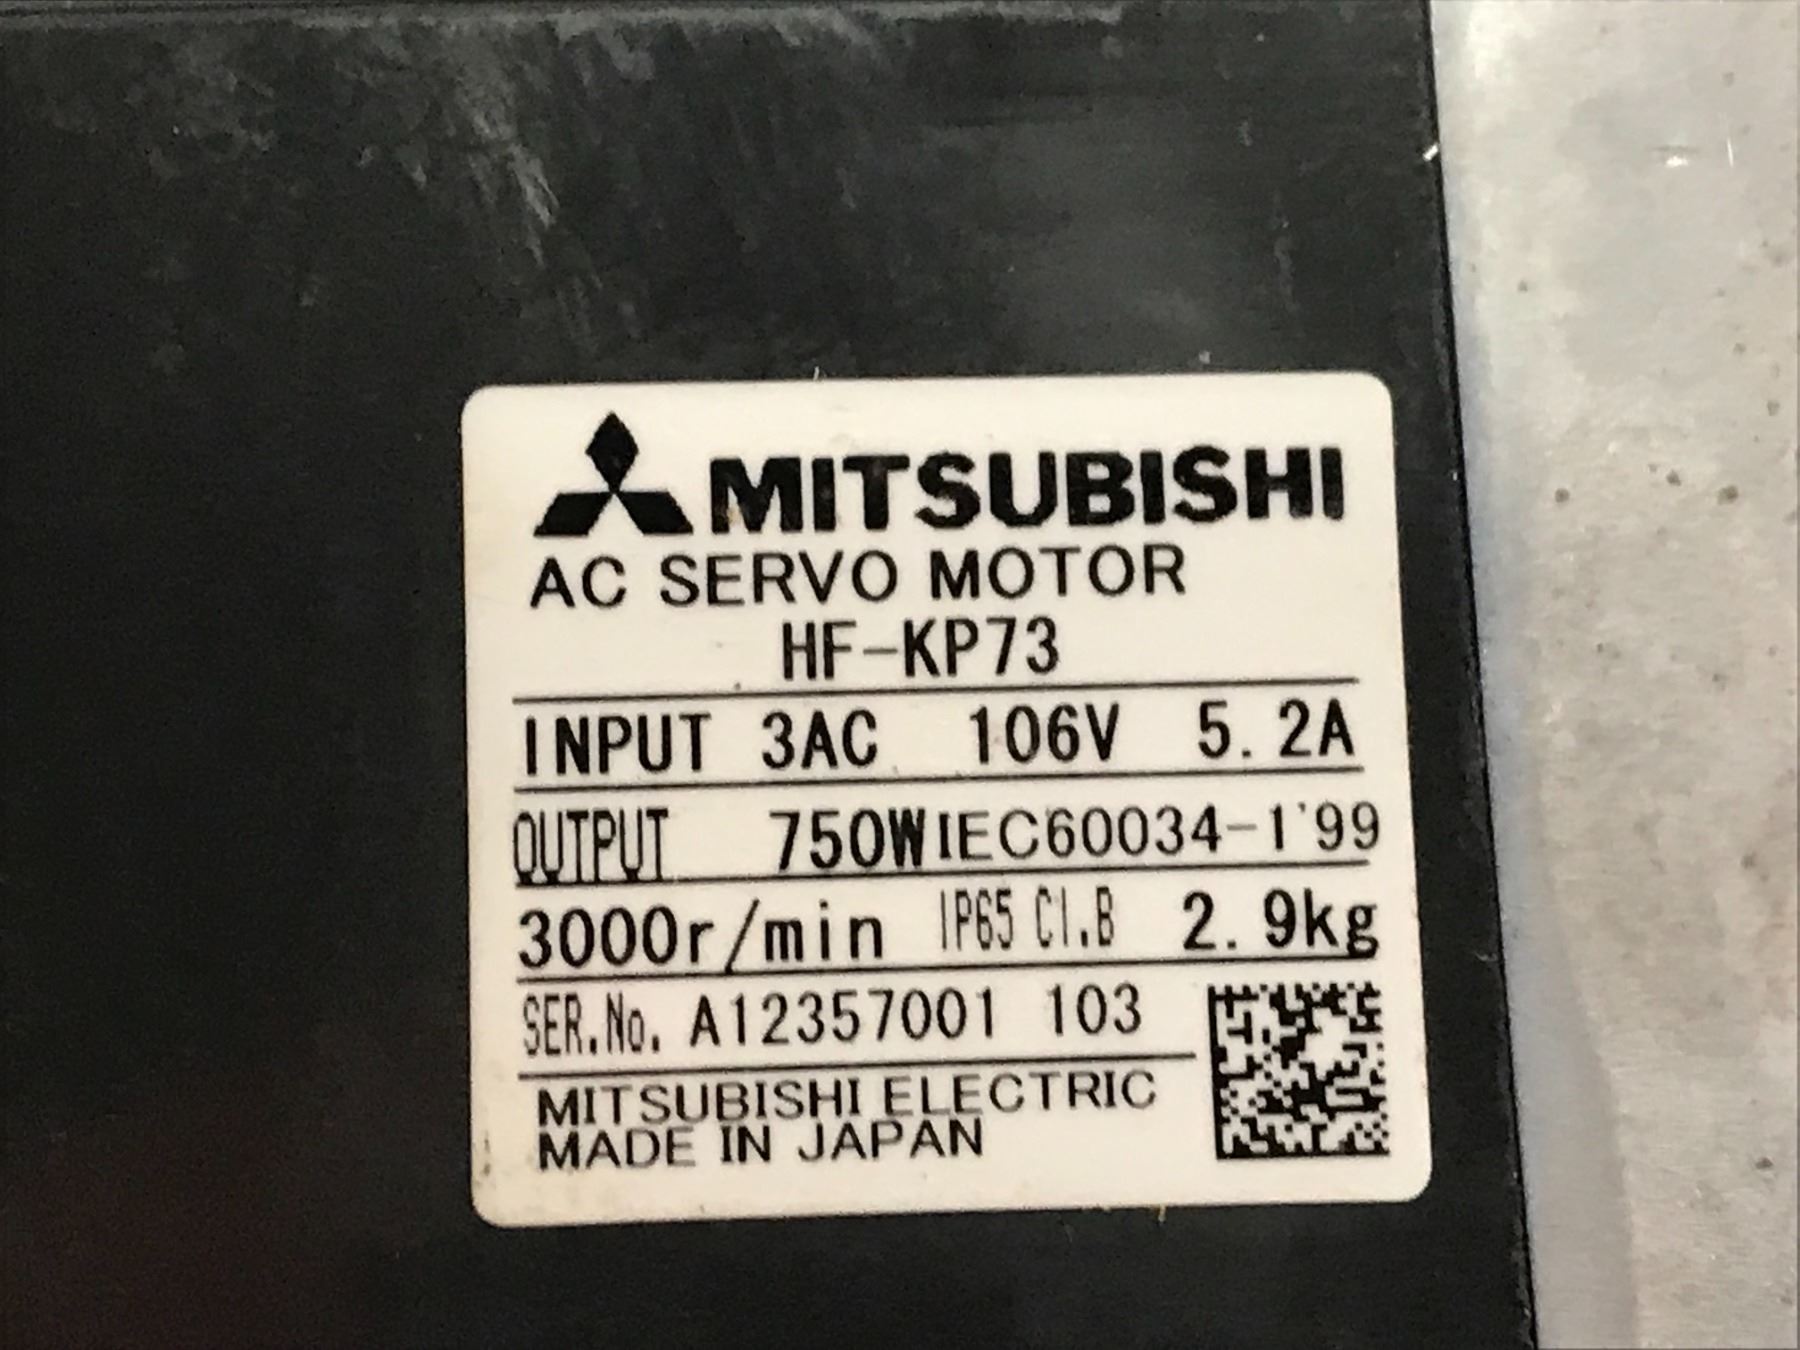 MITSUBISHI
AC SERVO MOTOR
HF-KP73
INPUT 3AC 106V 5.2A
OUTPUT 750W IEC60034-1'99
3000r/min IP65 Cl.B 2.9kg
SER.No. A12357001 103
MITSUBISHI ELECTRIC
MADE IN JAPAN